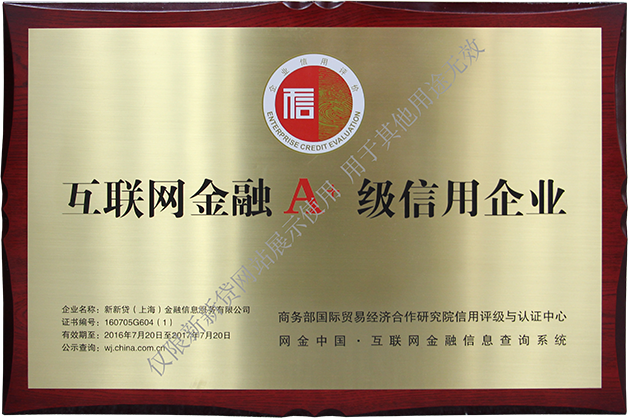 企业信用评价
信
ENTERPRISE CREDIT EVALUATION
互联网金融 A+ 级信用企业
企业名称：新新贷（上海）金融信息服务有限公司
证书编号：160705G604（1）
有效期至：2016年7月20日至2017年7月20日
公示查询：wj.china.com.cn
商务部国际贸易经济合作研究院信用评级与认证中心
网金中国·互联网金融信息查询系统
仅限新新贷网站展示使用 用于其他用途无效